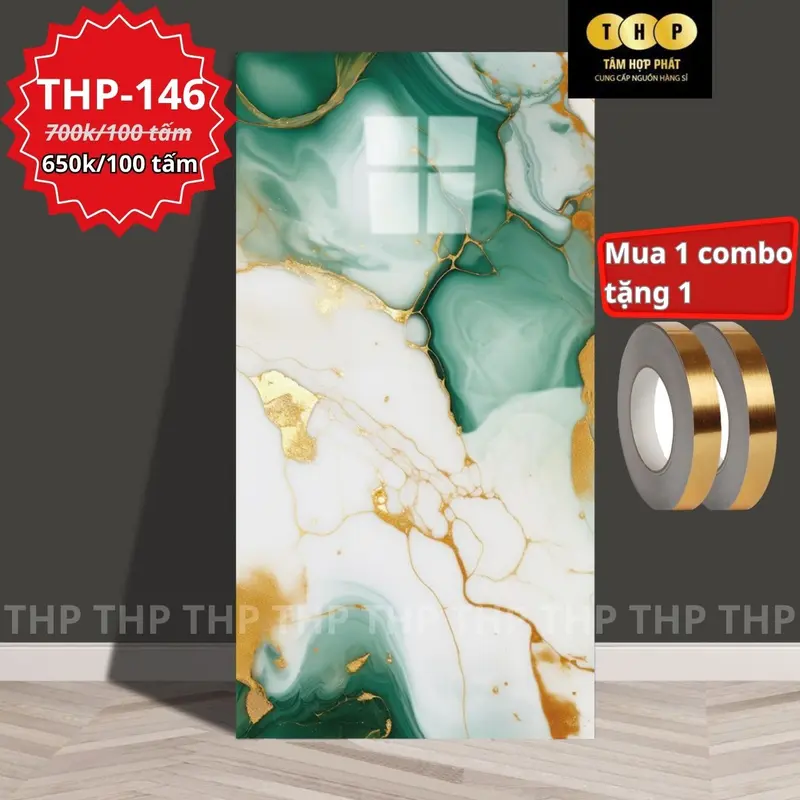 THP-146
700k/100 tấm
650k/100 tấm
T H P
TÂM HỢP PHÁT
CUNG CẤP NGUỒN HÀNG SỈ
Mua 1 combo
tặng 1
THP THP THP THP THP THP THP THP THP